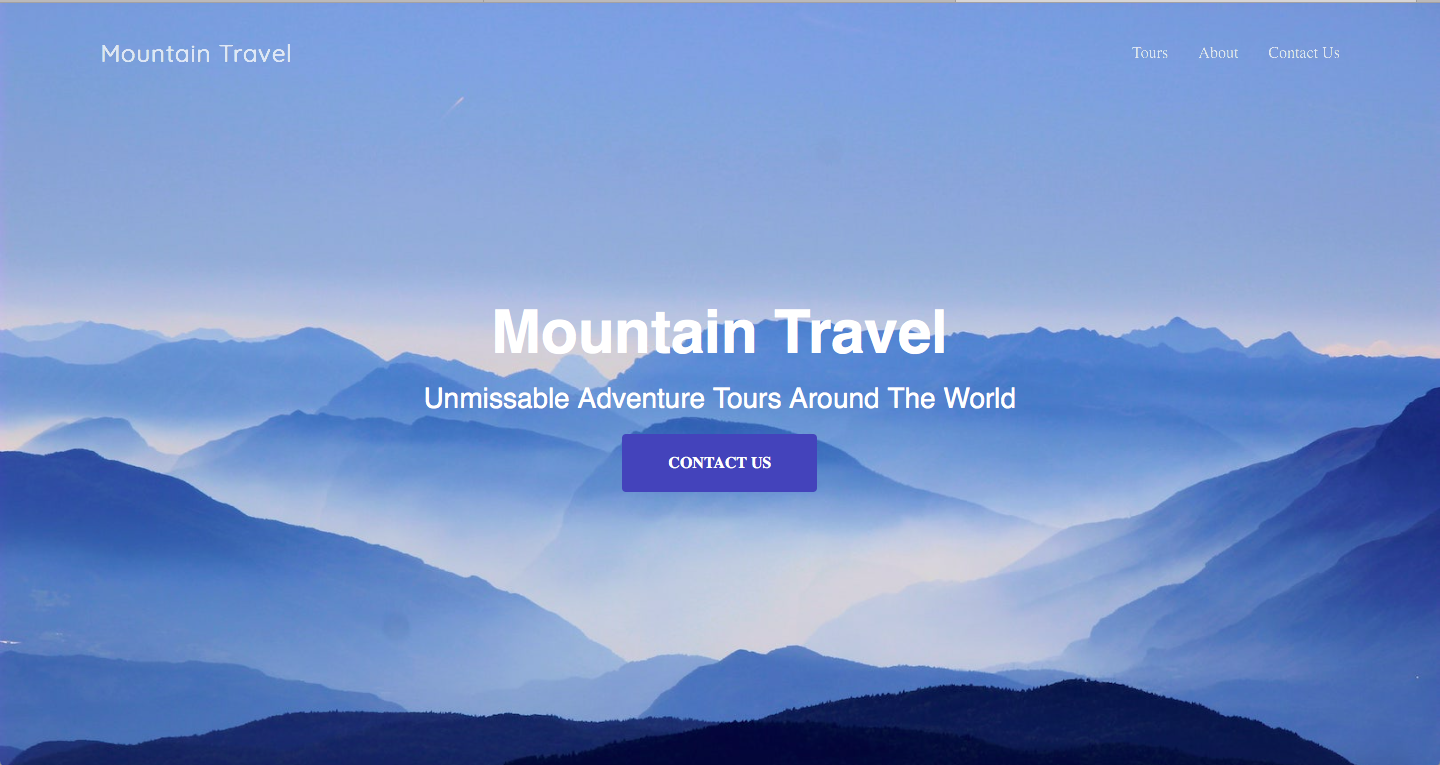 Mountain Travel
Tours About Contact Us
Mountain Travel
Unmissable Adventure Tours Around The World
CONTACT US